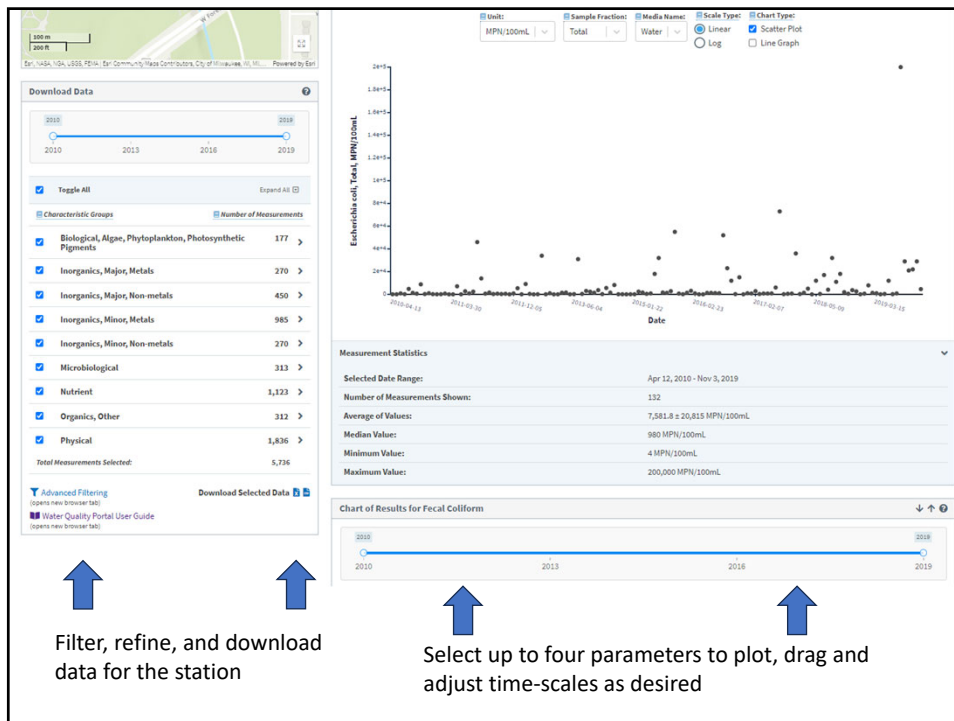 W Fore
100 m
200 ft
Esri, NASA, NGA, USGS, FEMA | Esri Community Maps Contributors, City of Milwaukee, WI, Mi...
Powered by Esri
Download Data
2010
2019
2010
2013
2016
2019
Toggle All
Expand All
Characteristic Groups
Number of Measurements
Biological, Algae, Phytoplankton, Photosynthetic
Pigments
177
Inorganics, Major, Metals
270
Inorganics, Major, Non-metals
450
Inorganics, Minor, Metals
985
Inorganics, Minor, Non-metals
270
Microbiological
313
Nutrient
1,123
Organics, Other
312
Physical
1,836
Total Measurements Selected:
5,736
Advanced Filtering
(opens new browser tab)
Download Selected Data
Water Quality Portal User Guide
(opens new browser tab)
Unit:
Sample Fraction:
Media Name:
Scale Type:
Chart Type:
MPN/100mL
Total
Water
Linear
Log
Scatter Plot
Line Graph
Escherichia coli, Total, MPN/100mL
2e+5
1.8e+5
1.6e+5
1.4e+5
1.2e+5
1e+5
8e+4
6e+4
4e+4
2e+4
0
2010-04-13
2011-03-30
2011-12-05
2013-06-04
2015-01-22
2016-02-23
2017-02-07
2018-05-09
2019-03-15
Date
Measurement Statistics
Selected Date Range:
Apr 12, 2010 - Nov 3, 2019
Number of Measurements Shown:
132
Average of Values:
7,581.8 ± 20,815 MPN/100mL
Median Value:
980 MPN/100mL
Minimum Value:
4 MPN/100mL
Maximum Value:
200,000 MPN/100mL
Chart of Results for Fecal Coliform
2010
2019
2010
2013
2016
2019
Filter, refine, and download
data for the station
Select up to four parameters to plot, drag and
adjust time-scales as desired